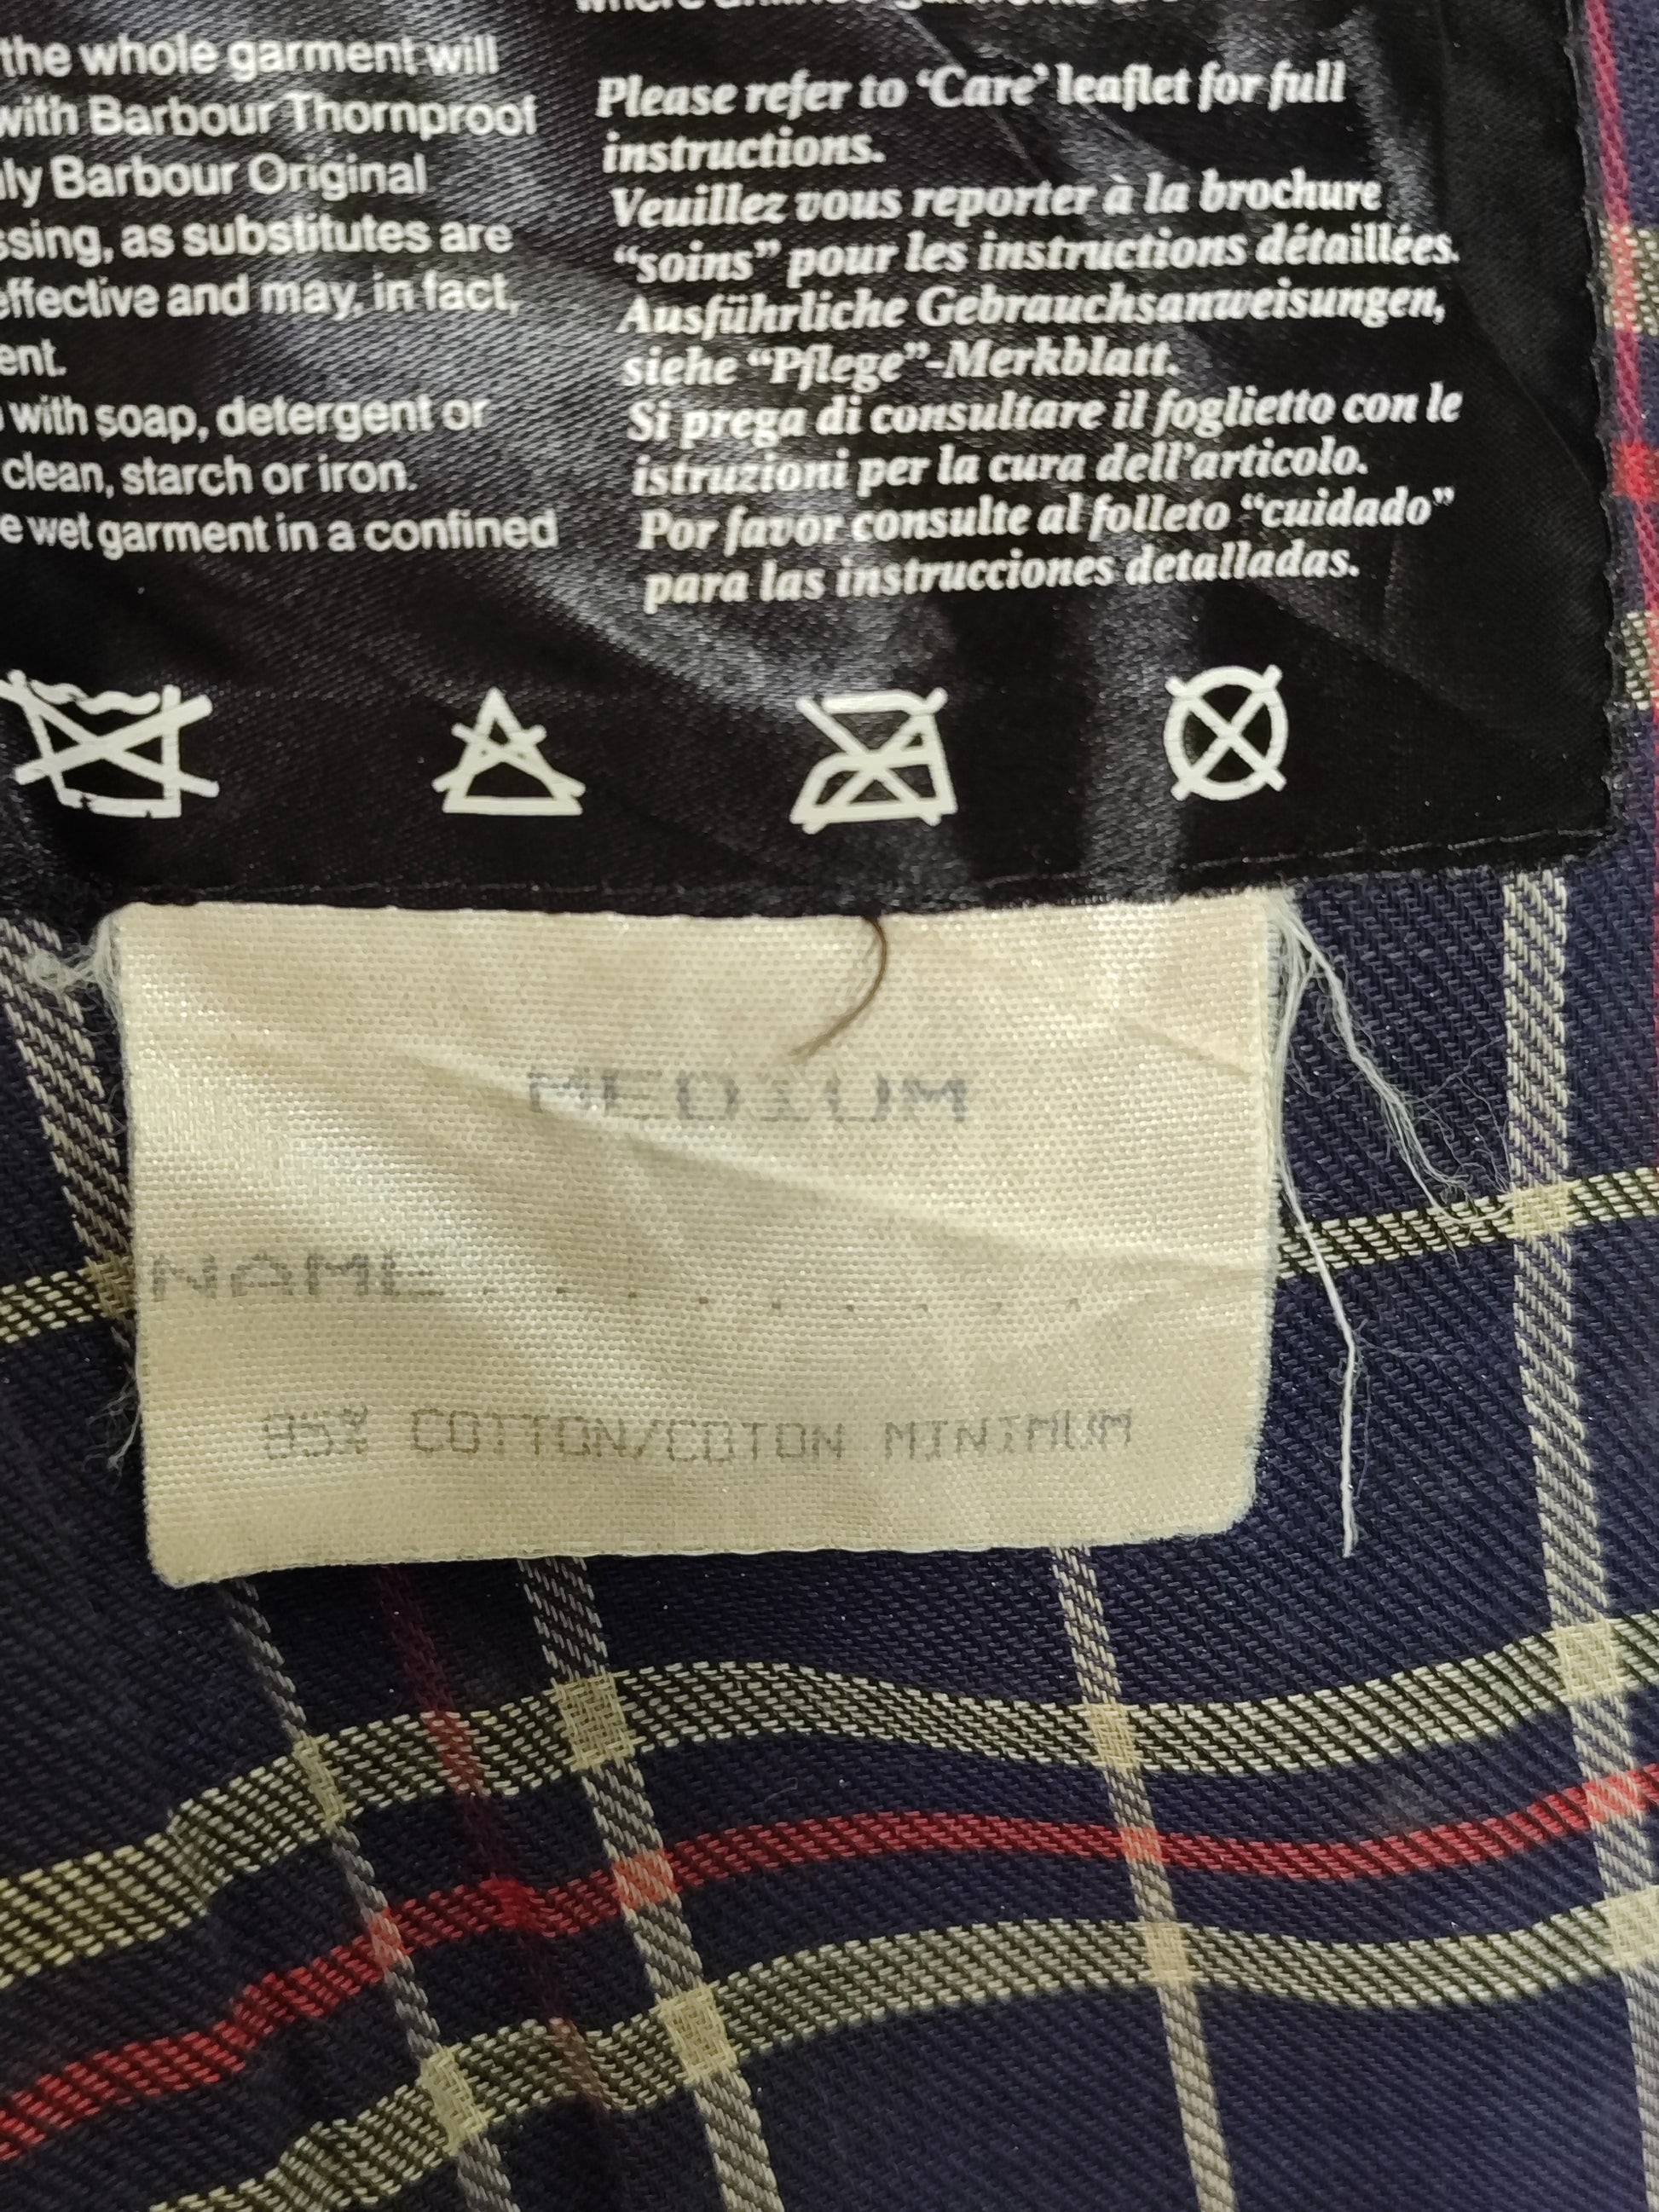 the whole garment will
with Barbour Thornproof
Barbour Original
as substitutes are
effective and may, in fact,
with soap, detergent or
clean, starch or iron.
wet garment in a confined
Please refer to ‘Care’ leaflet for full
instructions.
Veuillez vous reporter à la brochure
“soins” pour les instructions détaillées.
Ausführliche Gebrauchsanweisungen,
siehe “Pflege”-Merkblatt.
Si prega di consultare il foglietto con le
istruzioni per la cura dell’articolo.
Por favor consulte al folleto “cuidado”
para las instrucciones detalladas.
MEDIUM
NAME . . . . . . . . .
85% COTTON/COTON MINIMUM